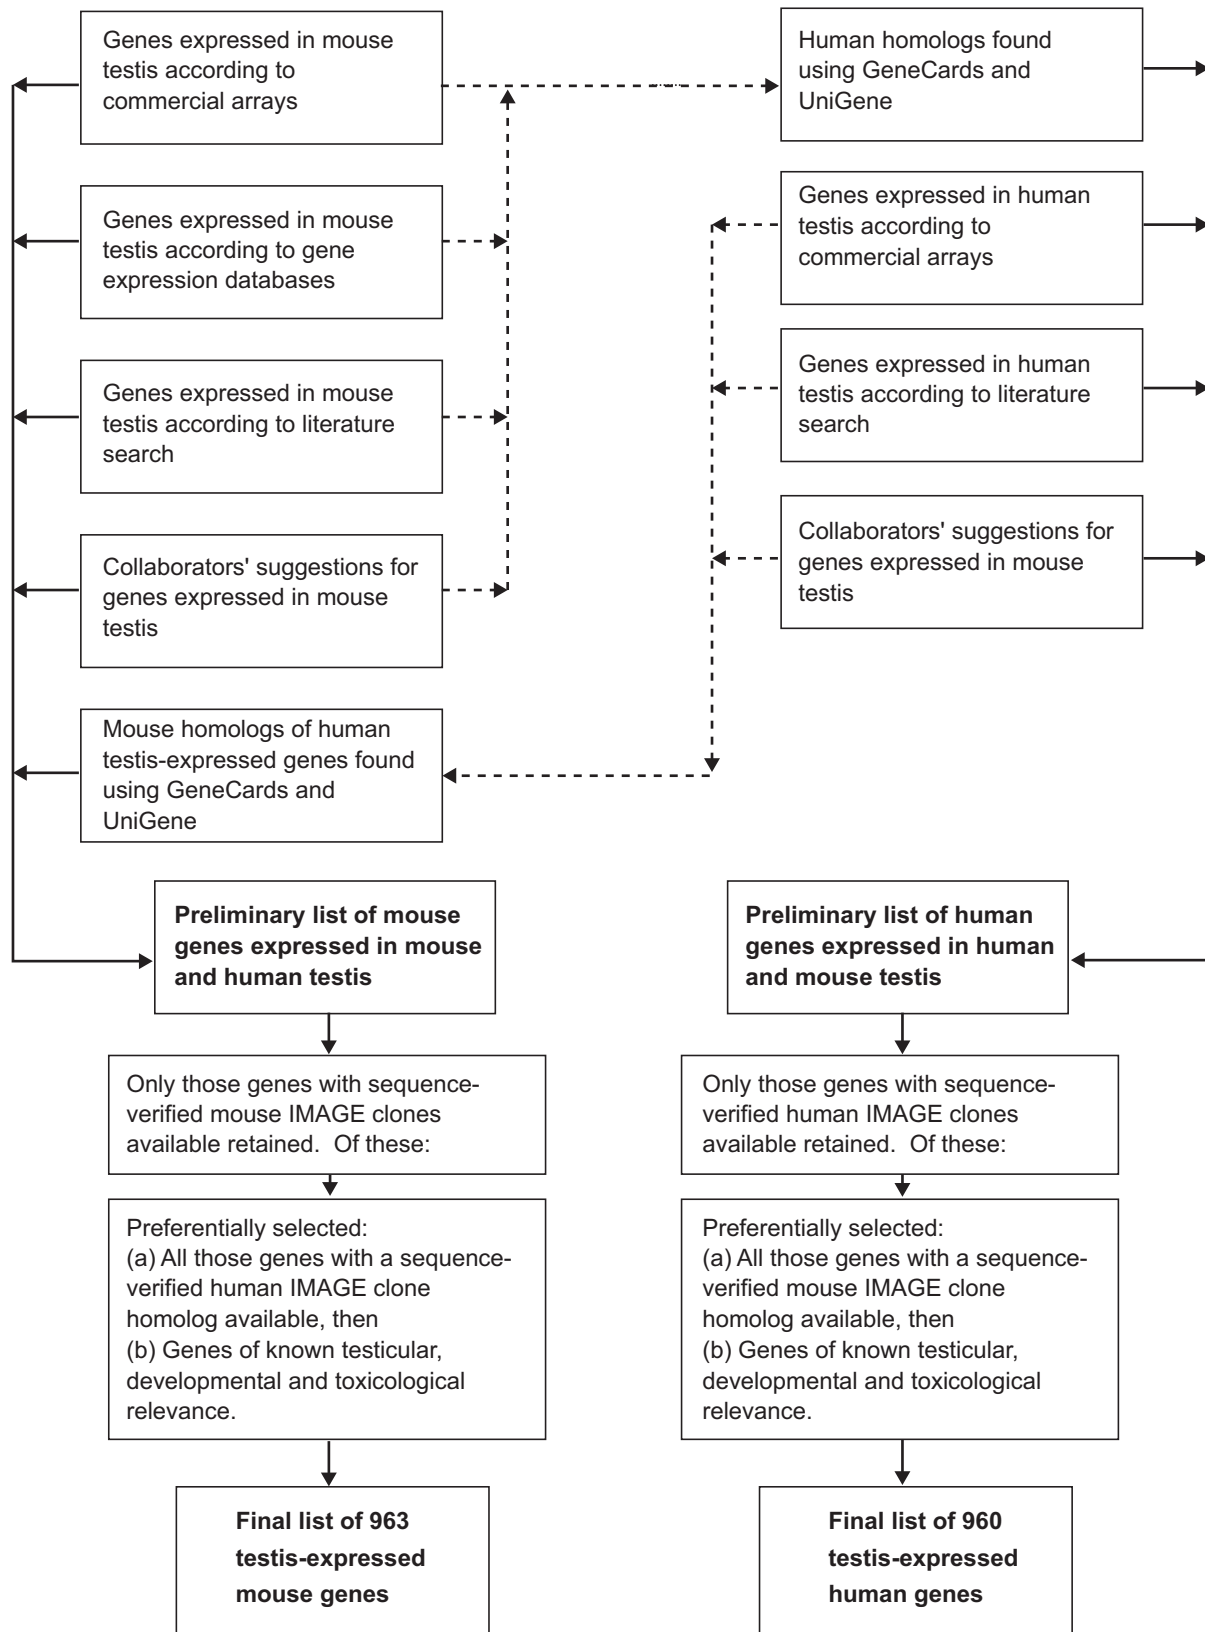 Genes expressed in mouse
testis according to
commercial arrays
Genes expressed in mouse
testis according to gene
expression databases
Genes expressed in mouse
testis according to literature
search
Collaborators' suggestions for
genes expressed in mouse
testis
Mouse homologs of human
testis-expressed genes found
using GeneCards and
UniGene
Human homologs found
using GeneCards and
UniGene
Genes expressed in human
testis according to
commercial arrays
Genes expressed in human
testis according to literature
search
Collaborators' suggestions for
genes expressed in mouse
testis
Preliminary list of mouse
genes expressed in mouse
and human testis
Only those genes with sequence-
verified mouse IMAGE clones
available retained.  Of these:
Preferentially selected:
(a) All those genes with a sequence-
verified human IMAGE clone
homolog available, then
(b) Genes of known testicular,
developmental and toxicological
relevance.
Final list of 963
testis-expressed
mouse genes
Preliminary list of human
genes expressed in human
and mouse testis
Only those genes with sequence-
verified human IMAGE clones
available retained.  Of these:
Preferentially selected:
(a) All those genes with a sequence-
verified mouse IMAGE clone
homolog available, then
(b) Genes of known testicular,
developmental and toxicological
relevance.
Final list of 960
testis-expressed
human genes